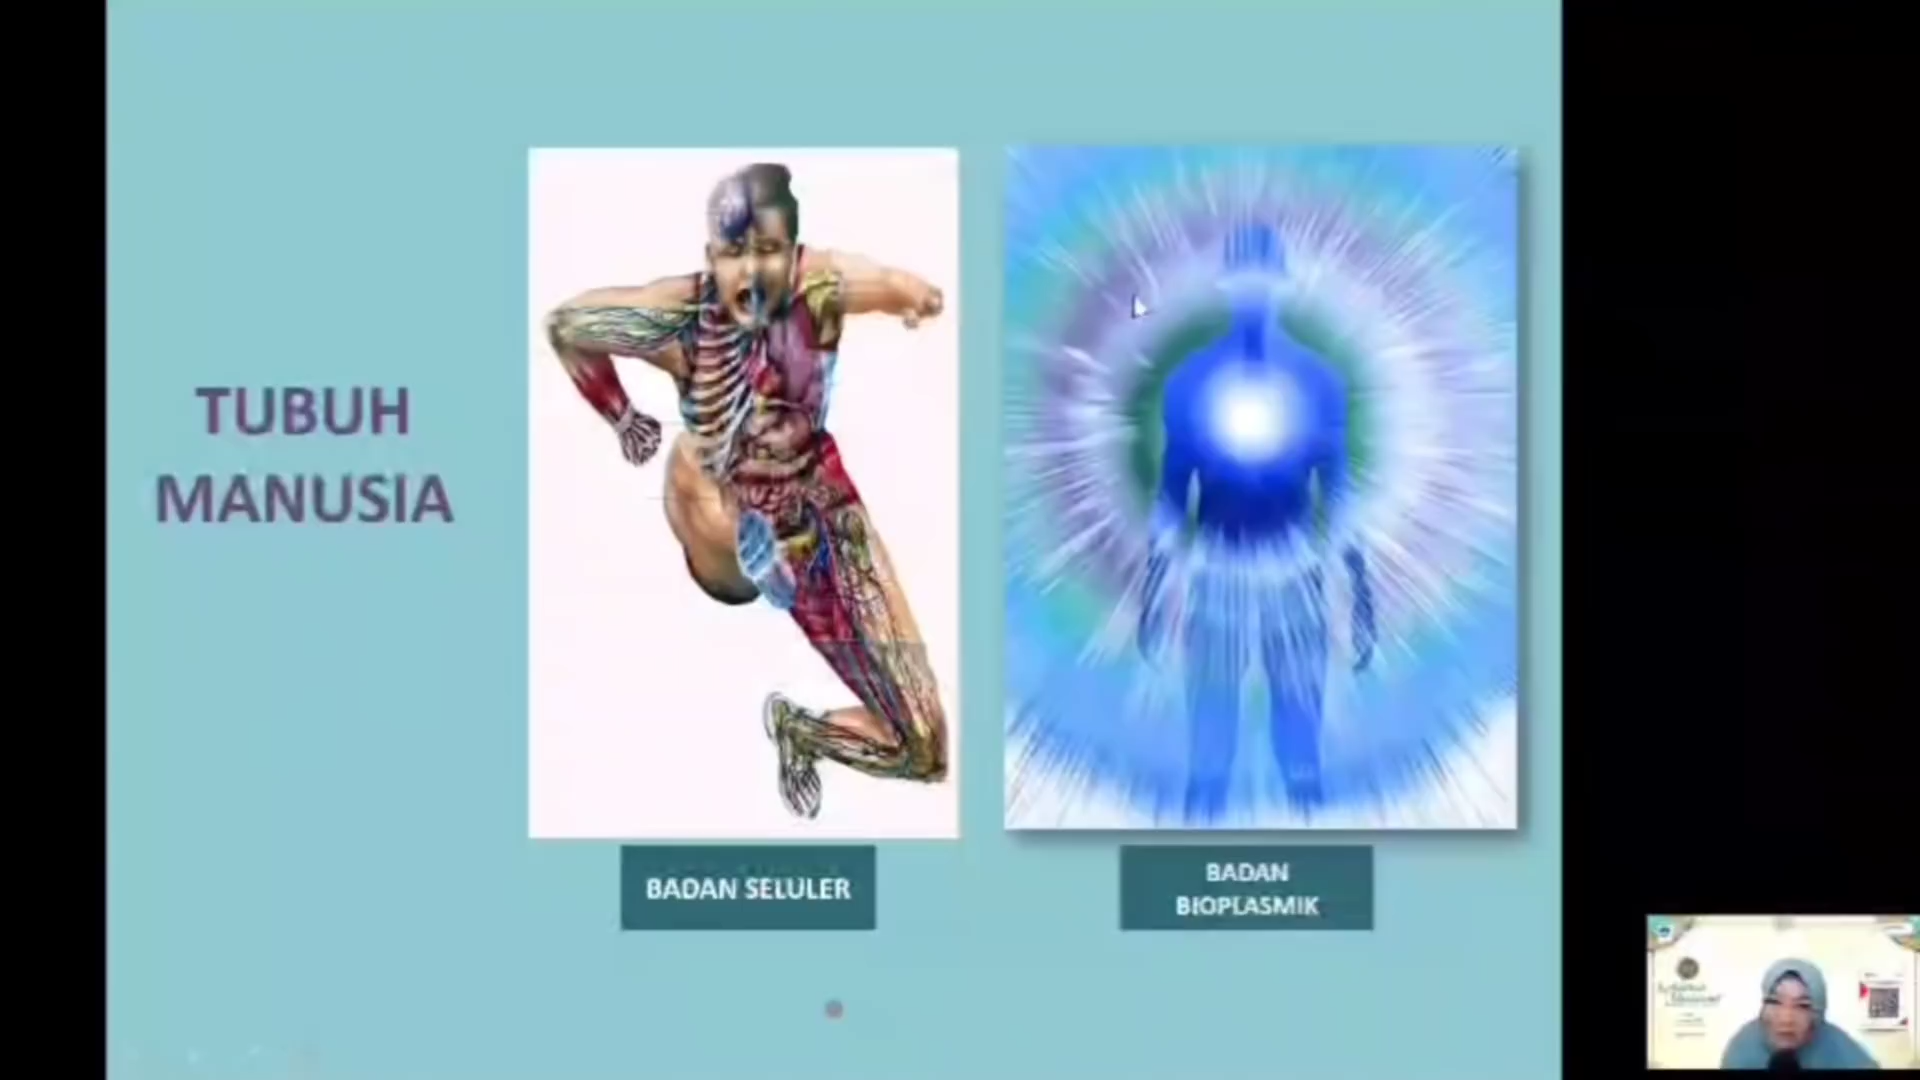 TUBUH
MANUSIA
BADAN SELULER
BADAN
BIOPLASMIK